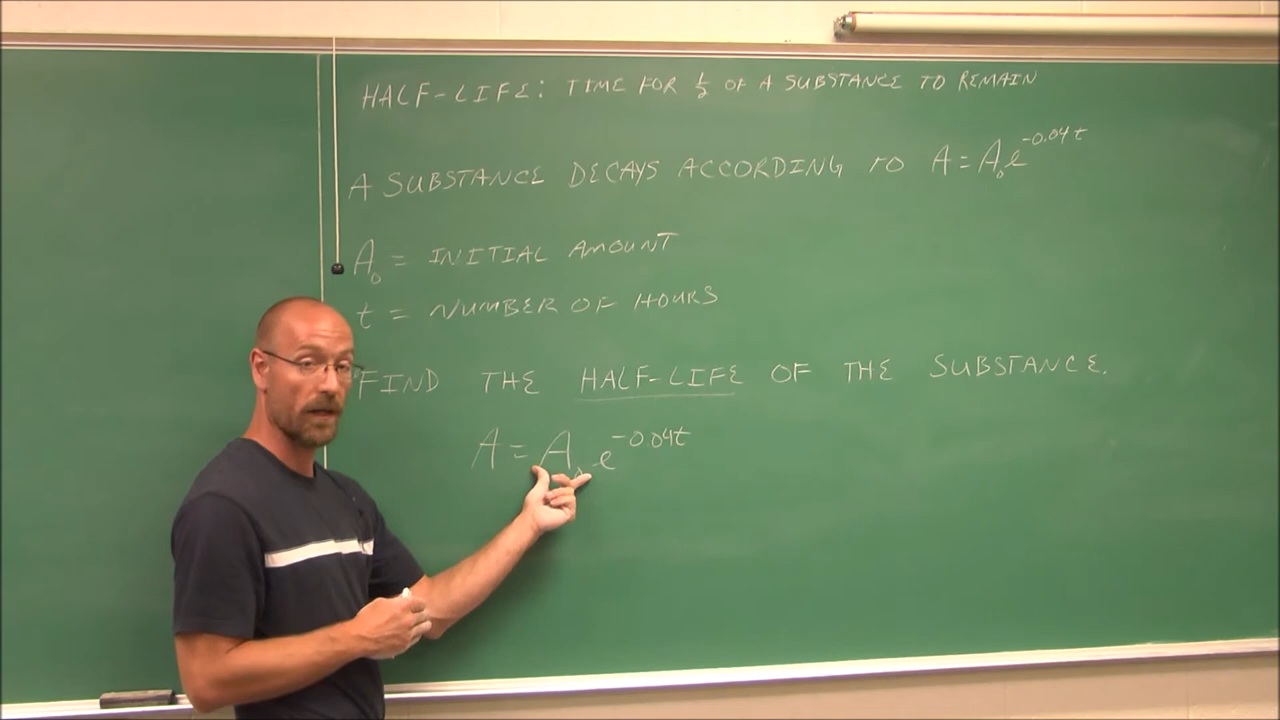 HALF-LIFE: TIME FOR 1/2 OF A SUBSTANCE TO REMAIN
A SUBSTANCE DECAYS ACCORDING TO A = A₀e^-0.04t
A₀ = INITIAL AMOUNT
t = NUMBER OF HOURS
FIND THE HALF-LIFE OF THE SUBSTANCE.
A = A₀e^-0.04t